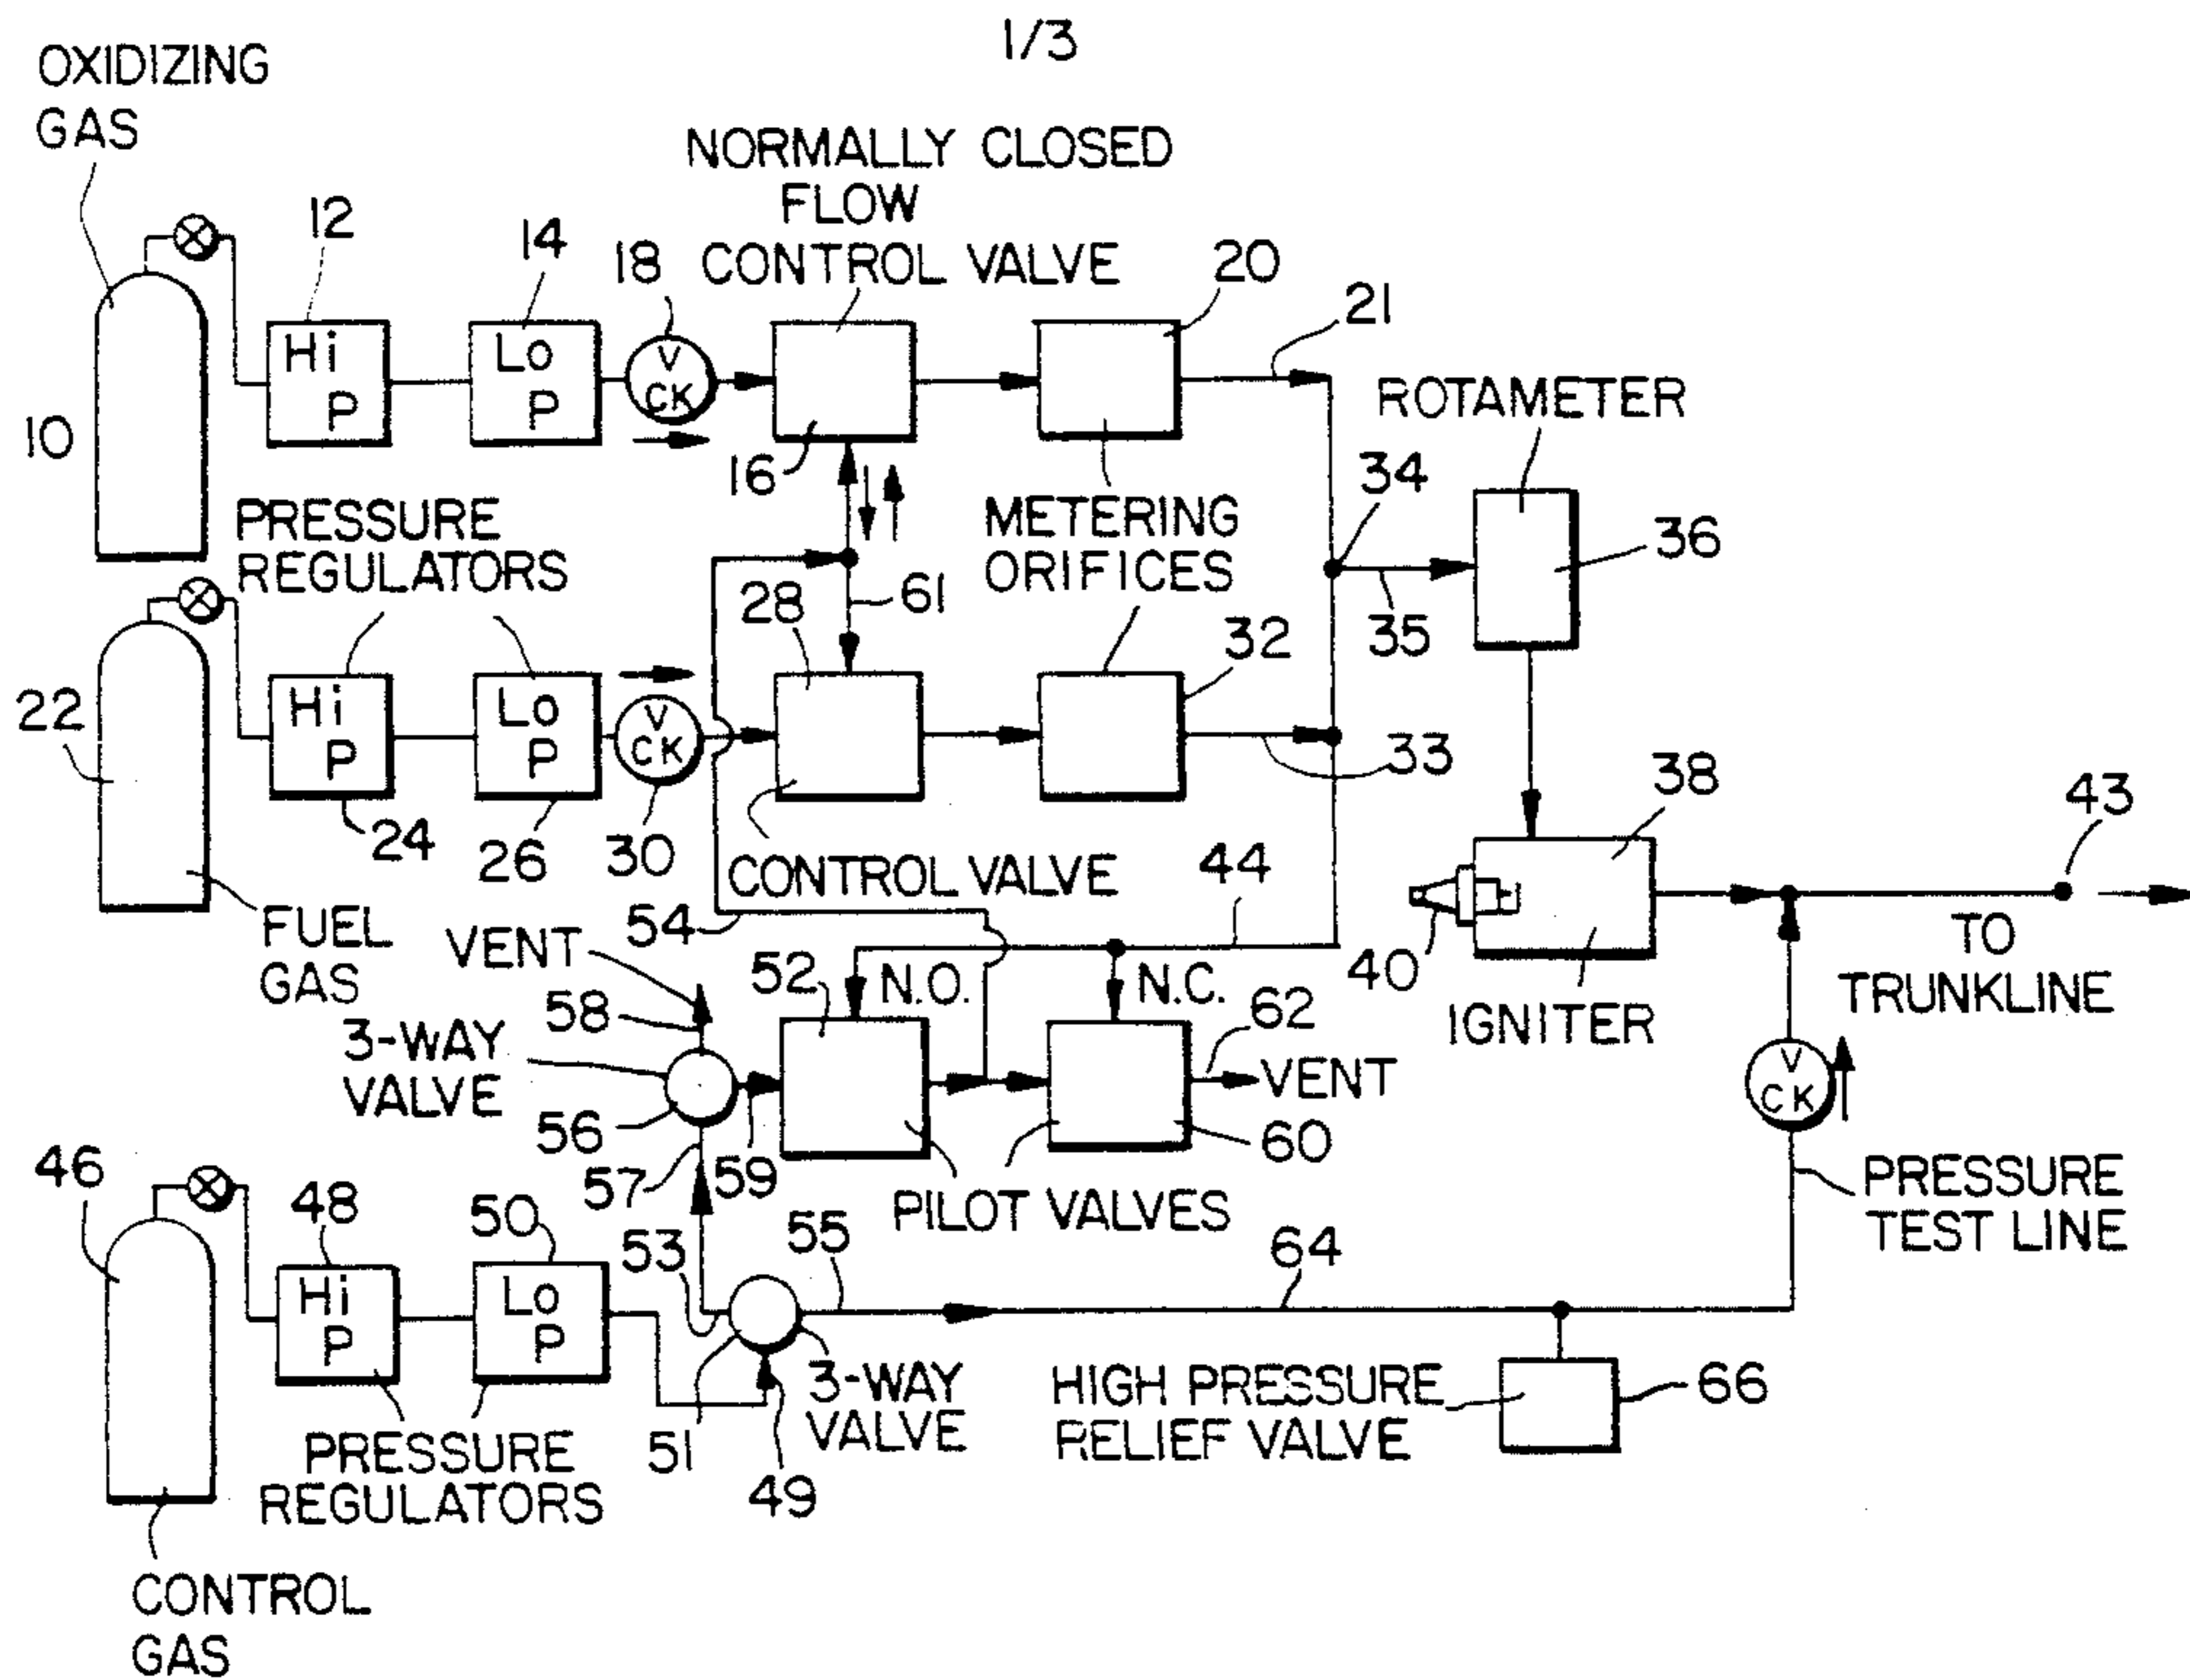 1/3
OXIDIZING
GAS
NORMALLY CLOSED
FLOW
CONTROL VALVE
12
14
18
20
21
Hi
P
Lo
P
V
CK
ROTAMETER
10
16
34
PRESSURE
REGULATORS
METERING
ORIFICES
36
28
61
35
32
22
Hi
P
Lo
P
V
CK
33
38
43
24
26
30
CONTROL VALVE
44
FUEL
GAS
54
VENT
52
N.O.
N.C.
40
TO
TRUNKLINE
58
62
IGNITER
3-WAY
VALVE
VENT
V
CK
56
60
57
59
46
48
50
PILOT VALVES
PRESSURE
TEST LINE
53
55
64
Hi
P
Lo
P
3-WAY
VALVE
HIGH PRESSURE
RELIEF VALVE
66
51
49
PRESSURE
REGULATORS
CONTROL
GAS